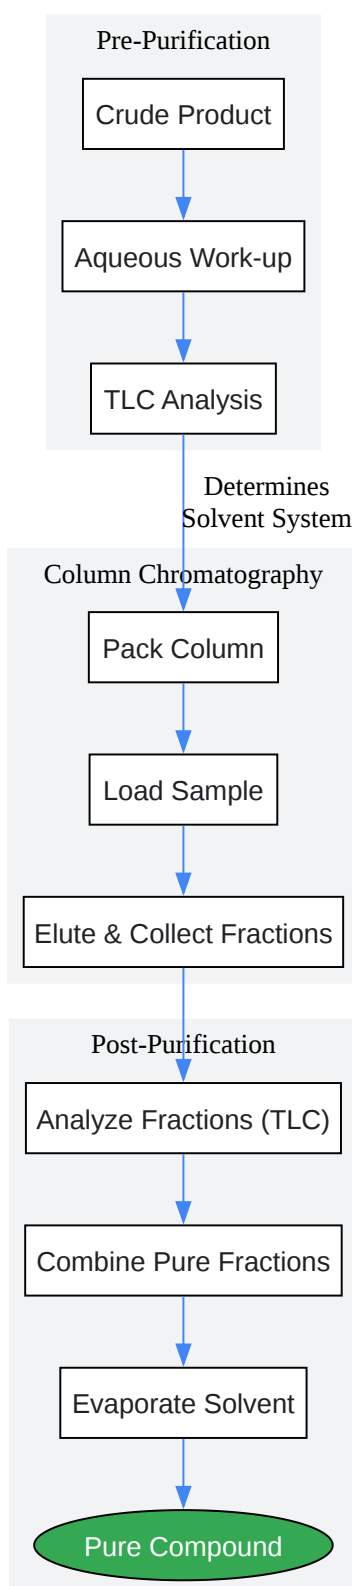 Pre-Purification
Crude Product
Aqueous Work-up
TLC Analysis
Determines
Solvent System
Column Chromatography
Pack Column
Load Sample
Elute & Collect Fractions
Post-Purification
Analyze Fractions (TLC)
Combine Pure Fractions
Evaporate Solvent
Pure Compound